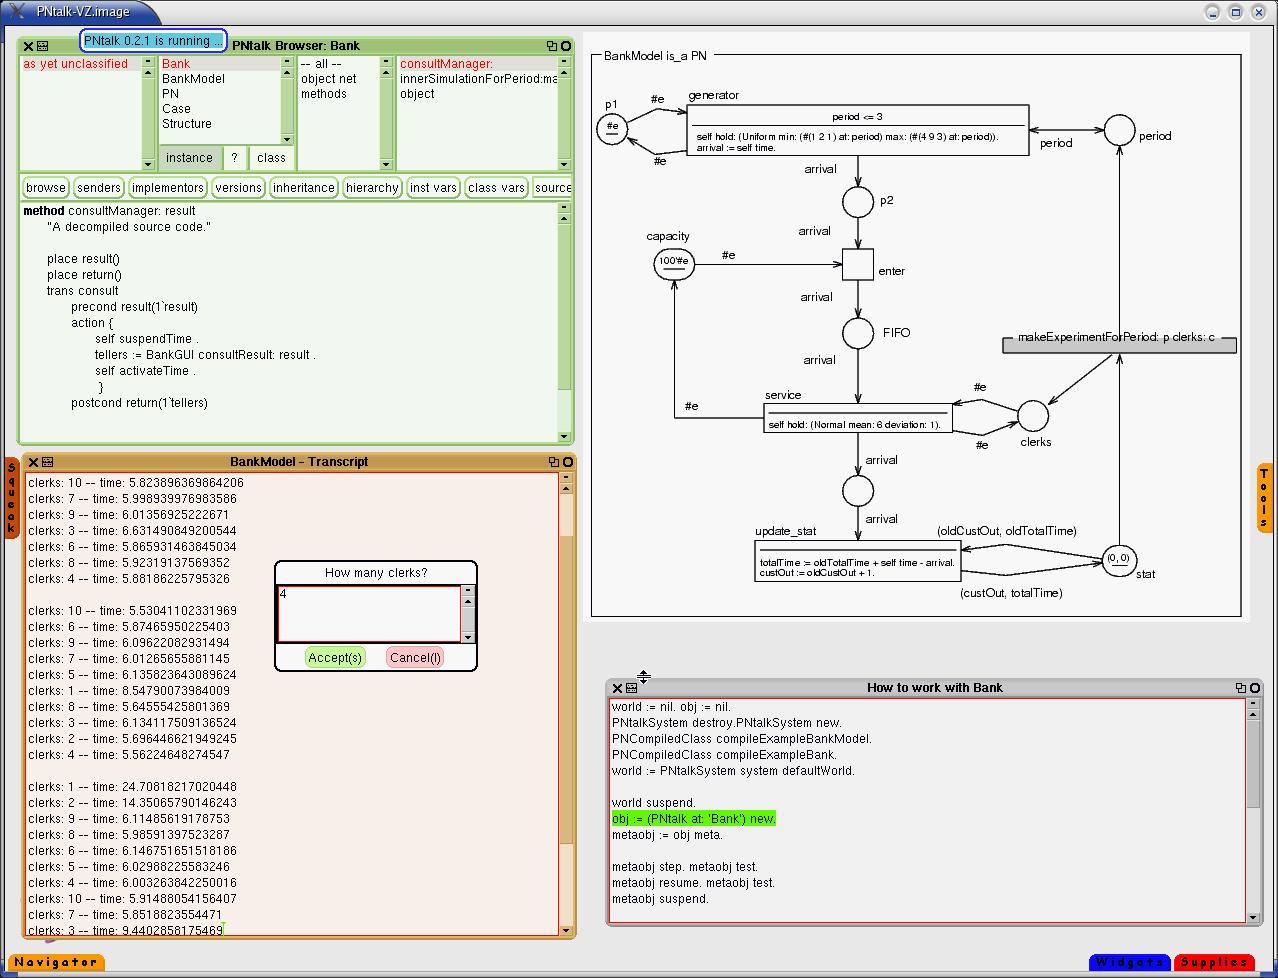 PNtalk-VZ.image
PNtalk 0.2.1 is running ...
PNtalk Browser: Bank
as yet unclassified
Bank
BankModel
PN
Case
Structure
instance
?
class
-- all --
object net
methods
consultManager:
innerSimulationForPeriod:ma
object
browse
senders
implementors
versions
inheritance
hierarchy
inst vars
class vars
source
method consultManager: result
"A decompiled source code."
place result()
place return()
trans consult
precond result(1`result)
action {
self suspendTime .
tellers := BankGUI consultResult: result .
self activateTime .
}
postcond return(1`tellers)
BankModel - Transcript
clerks: 10 -- time: 5.823896369864206
clerks: 7 -- time: 5.998939976983586
clerks: 9 -- time: 6.01356925222671
clerks: 3 -- time: 6.631490849200544
clerks: 6 -- time: 5.865931463845034
clerks: 8 -- time: 5.92319137569352
clerks: 4 -- time: 5.88186225795326
clerks: 10 -- time: 5.53041102331969
clerks: 6 -- time: 5.87465950225403
clerks: 9 -- time: 6.09622082931494
clerks: 7 -- time: 6.01265655881145
clerks: 5 -- time: 6.135823643089624
clerks: 1 -- time: 8.54790073984009
clerks: 8 -- time: 5.64555425801369
clerks: 3 -- time: 6.134117509136524
clerks: 2 -- time: 5.696446621949245
clerks: 4 -- time: 5.56224648274547
clerks: 1 -- time: 24.70818217020448
clerks: 2 -- time: 14.35065790146243
clerks: 9 -- time: 6.11485619178753
clerks: 8 -- time: 5.98591397523287
clerks: 6 -- time: 6.146751651518186
clerks: 5 -- time: 6.02988225583246
clerks: 4 -- time: 6.003263842250016
clerks: 10 -- time: 5.91488054156407
clerks: 7 -- time: 5.8518823554471
clerks: 3 -- time: 9.4402858175469
How many clerks?
4
Accept(s)
Cancel(l)
BankModel is_a PN
p1
#e
#e
#e
generator
period <= 3
self hold: (Uniform min: (#(1 2 1) at: period) max: (#(4 9 3) at: period)).
arrival := self time.
period
period
arrival
p2
arrival
capacity
100'#e
#e
enter
arrival
FIFO
arrival
makeExperimentForPeriod: p clerks: c
service
self hold: (Normal mean: 6 deviation: 1).
#e
#e
#e
clerks
arrival
arrival
update_stat
totalTime := oldTotalTime + self time - arrival.
custOut := oldCustOut + 1.
(oldCustOut, oldTotalTime)
(0, 0)
stat
(custOut, totalTime)
How to work with Bank
world := nil. obj := nil.
PNtalkSystem destroy.PNtalkSystem new.
PNCompiledClass compileExampleBankModel.
PNCompiledClass compileExampleBank.
world := PNtalkSystem system defaultWorld.
world suspend.
obj := (PNtalk at: 'Bank') new.
metaobj := obj meta.
metaobj step. metaobj test.
metaobj resume. metaobj test.
metaobj suspend.
Squeak
Tools
Navigator
Widgets
Supplies